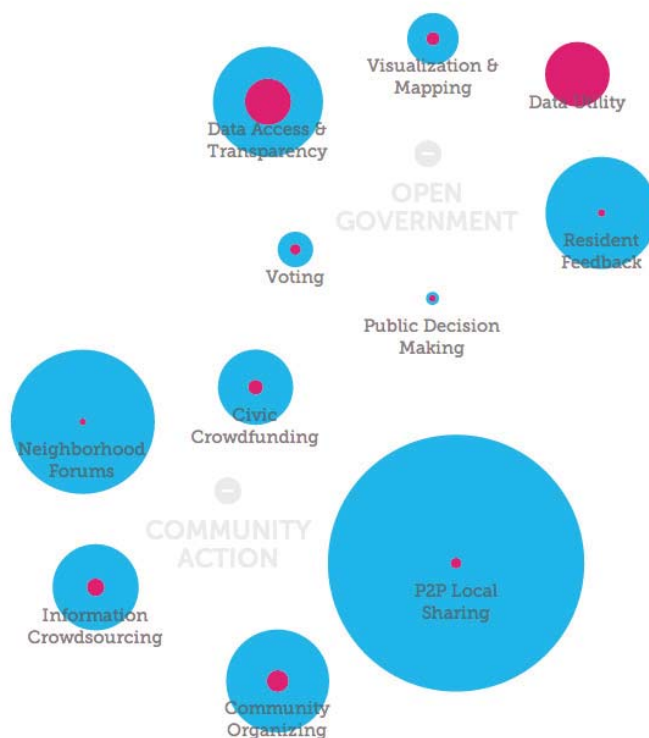 Visualization &
Mapping
Data Utility
Data Access &
Transparency
OPEN
GOVERNMENT
Resident
Feedback
Voting
Public Decision
Making
Civic
Crowdfunding
Neighborhood
Forums
COMMUNITY
ACTION
P2P Local
Sharing
Information
Crowdsourcing
Community
Organizing